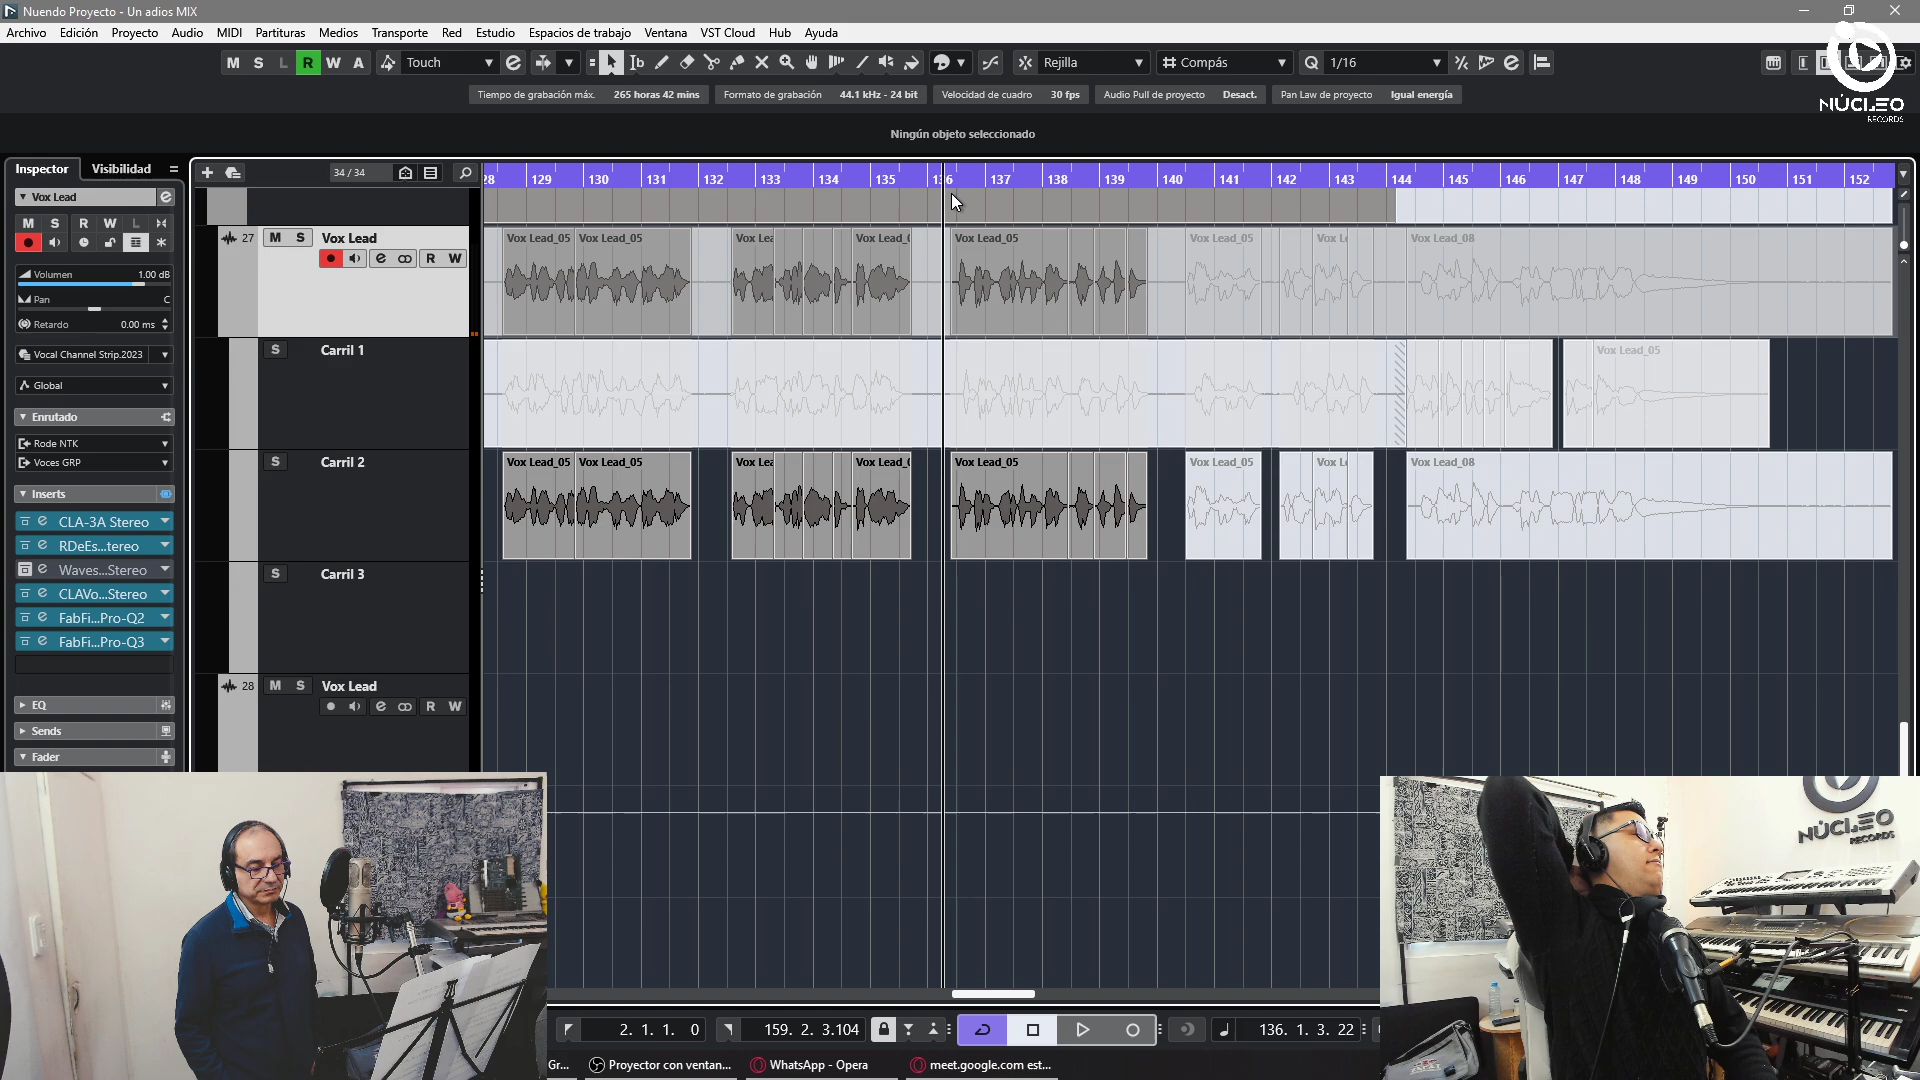 Nuendo Proyecto - Un adios MIX
Archivo Edición Proyecto Audio MIDI Partituras Medios Transporte Red Estudio Espacios de trabajo Ventana VST Cloud Hub Ayuda
M S L R W A Touch Rejilla Compás Q 1/16
Tiempo de grabación máx. 265 horas 42 mins Formato de grabación 44.1 kHz - 24 bit Velocidad de cuadro 30 fps Audio Pull de proyecto Desact. Pan Law de proyecto Igual energía
NÚCLEO
RECORDS
Ningún objeto seleccionado
Inspector Visibilidad
34 / 34
28 129 130 131 132 133 134 135 136 137 138 139 140 141 142 143 144 145 146 147 148 149 150 151 152
Vox Lead
M S R W L
Volumen 1.00 dB
Pan C
Retardo 0.00 ms
Vocal Channel Strip.2023
Global
Enrutado
Rode NTK
Voces GRP
Inserts
CLA-3A Stereo
RDeEs...tereo
Waves...Stereo
CLAVo...Stereo
FabFi...Pro-Q2
FabFi...Pro-Q3
EQ
Sends
Fader
27 M S Vox Lead
R W
Vox Lead_05 Vox Lead_05 Vox Lea Vox Lead_0 Vox Lead_05 Vox Lead_05 Vox Le Vox Lead_08
S Carril 1
Vox Lead_05
S Carril 2
Vox Lead_05 Vox Lead_05 Vox Lea Vox Lead_0 Vox Lead_05 Vox Lead_05 Vox Le Vox Lead_08
S Carril 3
28 M S Vox Lead
R W
NÚCLEO
RECORDS
2. 1. 1. 0 159. 2. 3.104 136. 1. 3. 22
Gr... Proyector con ventan... WhatsApp - Opera meet.google.com est...